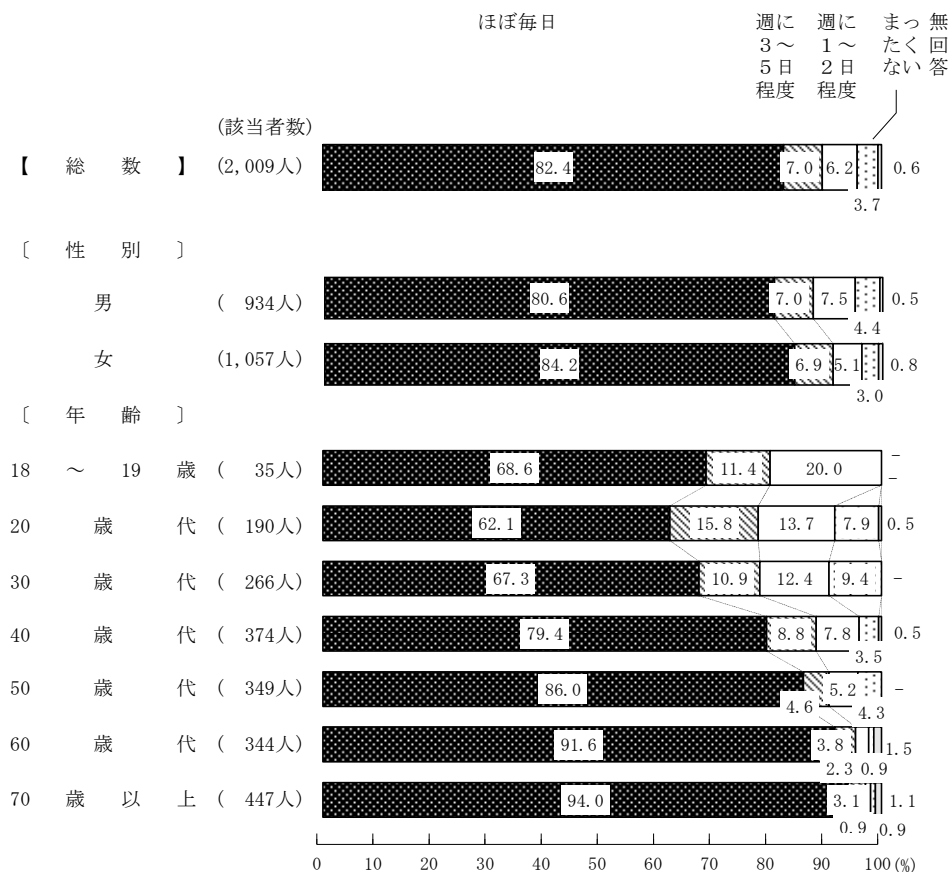 ほぼ毎日
週に３～５日程度
週に１～２日程度
まったくない
無回答
(該当者数)
【 総 数 】 (2,009人) 82.4 7.0 6.2 3.7 0.6
〔 性 別 〕
男 ( 934人) 80.6 7.0 7.5 4.4 0.5
女 (1,057人) 84.2 6.9 5.1 3.0 0.8
〔 年 齢 〕
18 ～ 19 歳 ( 35人) 68.6 11.4 20.0 - -
20 歳 代 ( 190人) 62.1 15.8 13.7 7.9 0.5
30 歳 代 ( 266人) 67.3 10.9 12.4 9.4 -
40 歳 代 ( 374人) 79.4 8.8 7.8 3.5 0.5
50 歳 代 ( 349人) 86.0 4.6 5.2 4.3 -
60 歳 代 ( 344人) 91.6 3.8 2.3 0.9 1.5
70 歳 以 上 ( 447人) 94.0 3.1 0.9 0.9 1.1
0 10 20 30 40 50 60 70 80 90 100 (%)